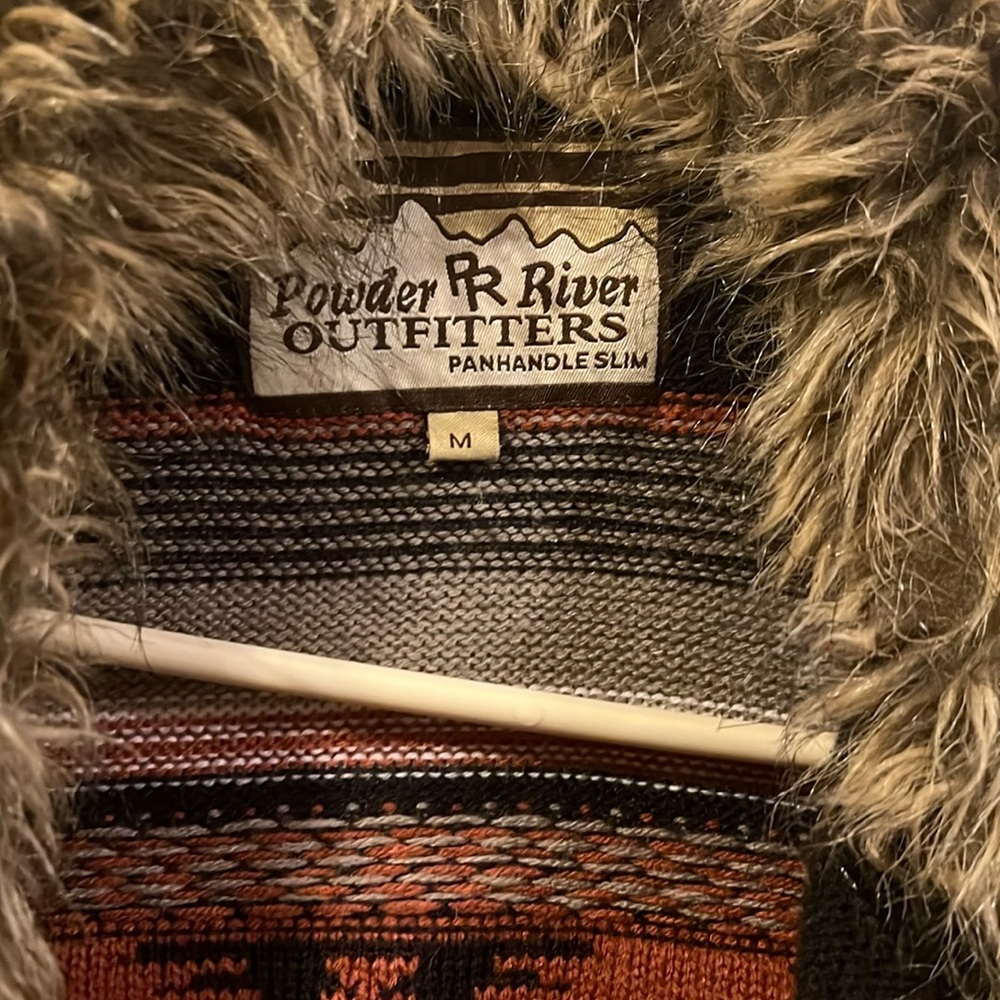 Powder PR River
OUTFITTERS
PANHANDLE SLIM
M